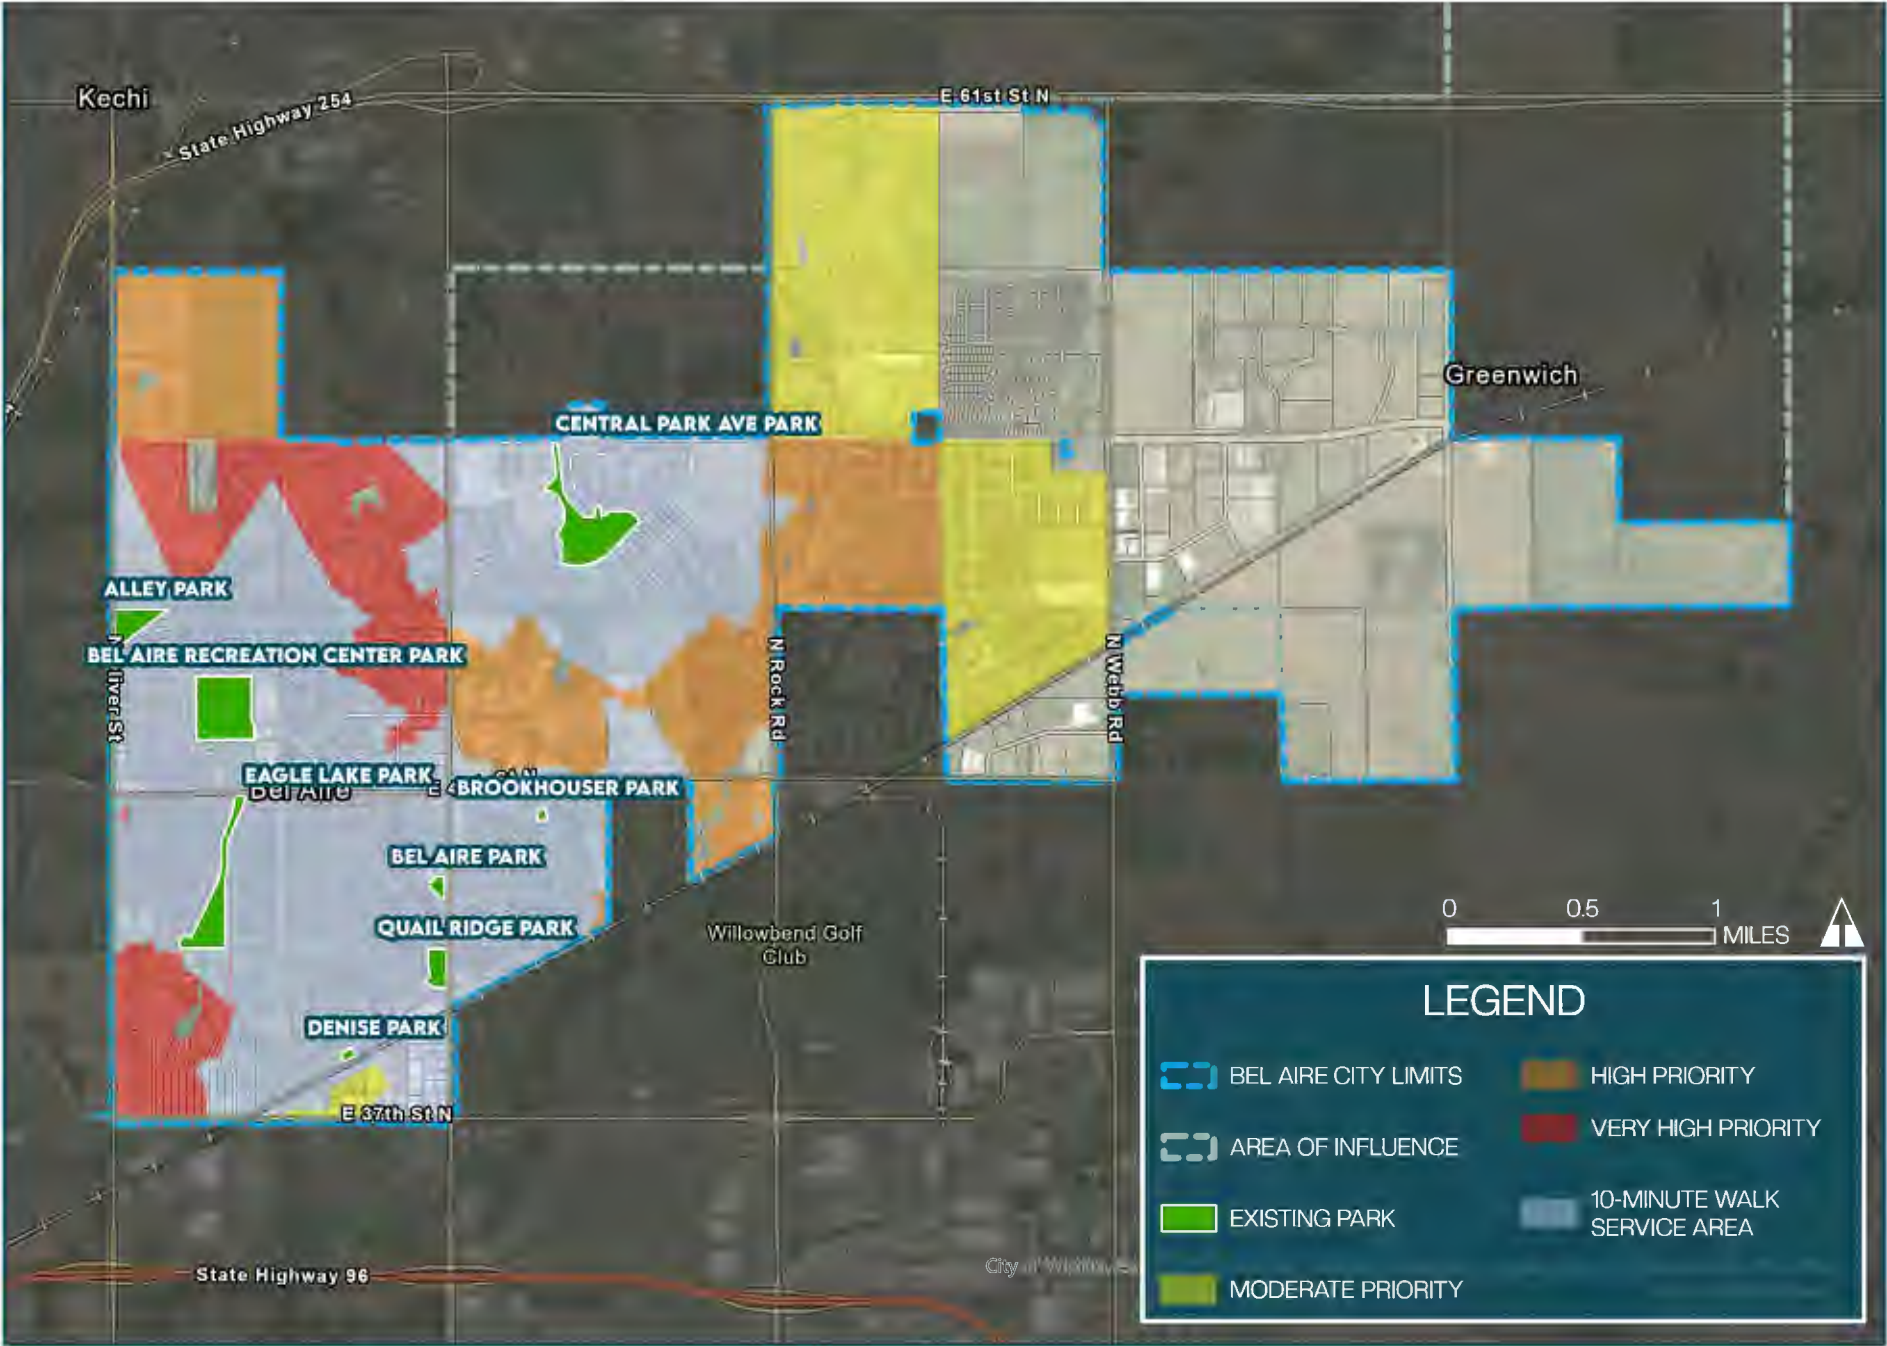 Kechi
State Highway 254
E 61st St N
Greenwich
CENTRAL PARK AVE PARK
ALLEY PARK
BEL AIRE RECREATION CENTER PARK
N Rock Rd
N Webb Rd
EAGLE LAKE PARK
Bel Aire
BROOKHOUSER PARK
BEL AIRE PARK
QUAIL RIDGE PARK
Willowbend Golf
Club
DENISE PARK
E 37th St N
State Highway 96
City of
0 0.5 1
MILES
LEGEND
BEL AIRE CITY LIMITS
AREA OF INFLUENCE
EXISTING PARK
MODERATE PRIORITY
HIGH PRIORITY
VERY HIGH PRIORITY
10-MINUTE WALK
SERVICE AREA